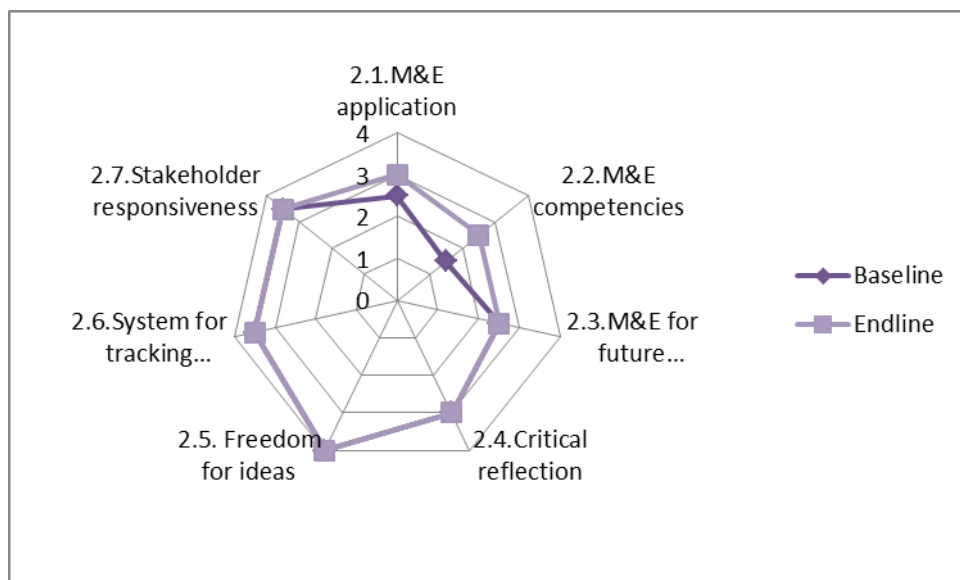 2.1.M&E
application
4
3
2
1
0
2.2.M&E
competencies
2.3.M&E for
future...
2.4.Critical
reflection
2.5. Freedom
for ideas
2.6.System for
tracking...
2.7.Stakeholder
responsiveness
Baseline
Endline